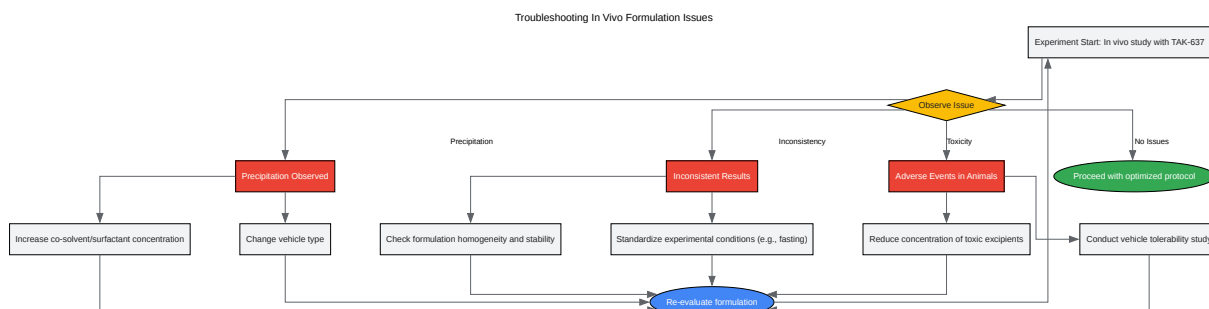 Troubleshooting In Vivo Formulation Issues
Experiment Start: In vivo study with TAK-637
Observe Issue
Precipitation
Inconsistency
Toxicity
No Issues
Precipitation Observed
Inconsistent Results
Adverse Events in Animals
Proceed with optimized protocol
Increase co-solvent/surfactant concentration
Change vehicle type
Check formulation homogeneity and stability
Standardize experimental conditions (e.g., fasting)
Reduce concentration of toxic excipients
Conduct vehicle tolerability study
Re-evaluate formulation